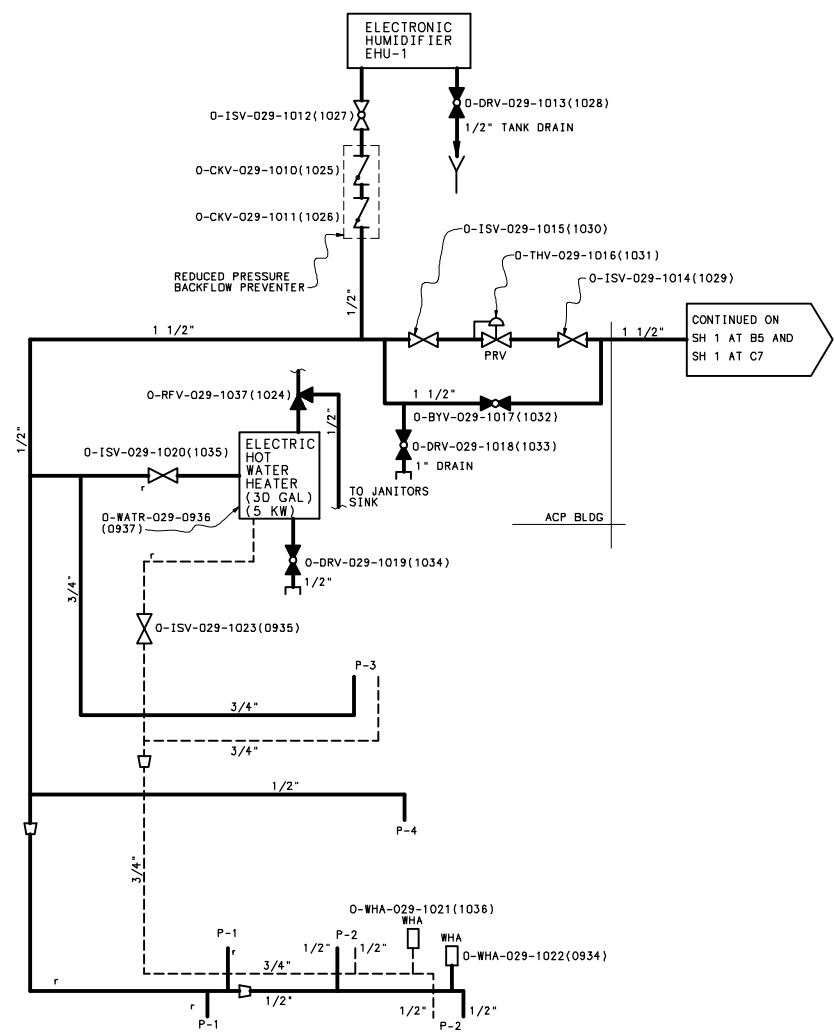 ELECTRONIC
HUMIDIFIER
EHU-1
O-ISV-029-1012(1027)
O-DRV-029-1013(1028)
1/2" TANK DRAIN
O-CKV-029-1010(1025)
O-CKV-029-1011(1026)
O-ISV-029-1015(1030)
O-THV-029-1016(1031)
O-ISV-029-1014(1029)
REDUCED PRESSURE
BACKFLOW PREVENTER
1/2"
1 1/2"
PRV
1 1/2"
CONTINUED ON
SH 1 AT B5 AND
SH 1 AT C7
O-RFV-029-1037(1024)
1 1/2"
O-BYV-029-1017(1032)
1/2"
1/2"
O-ISV-029-1020(1035)
ELECTRIC
HOT
WATER
HEATER
(30 GAL)
(5 KW)
O-DRV-029-1018(1033)
1" DRAIN
r
TO JANITORS
SINK
O-WATR-029-0936
(0937)
ACP BLDG
r
O-DRV-029-1019(1034)
1/2"
3/4"
O-ISV-029-1023(0935)
P-3
3/4"
3/4"
1/2"
P-4
3/4"
O-WHA-029-1021(1036)
WHA
P-1
P-2
WHA
r
1/2"
1/2"
O-WHA-029-1022(0934)
3/4"
r
r
1/2"
1/2"
1/2"
P-1
P-2